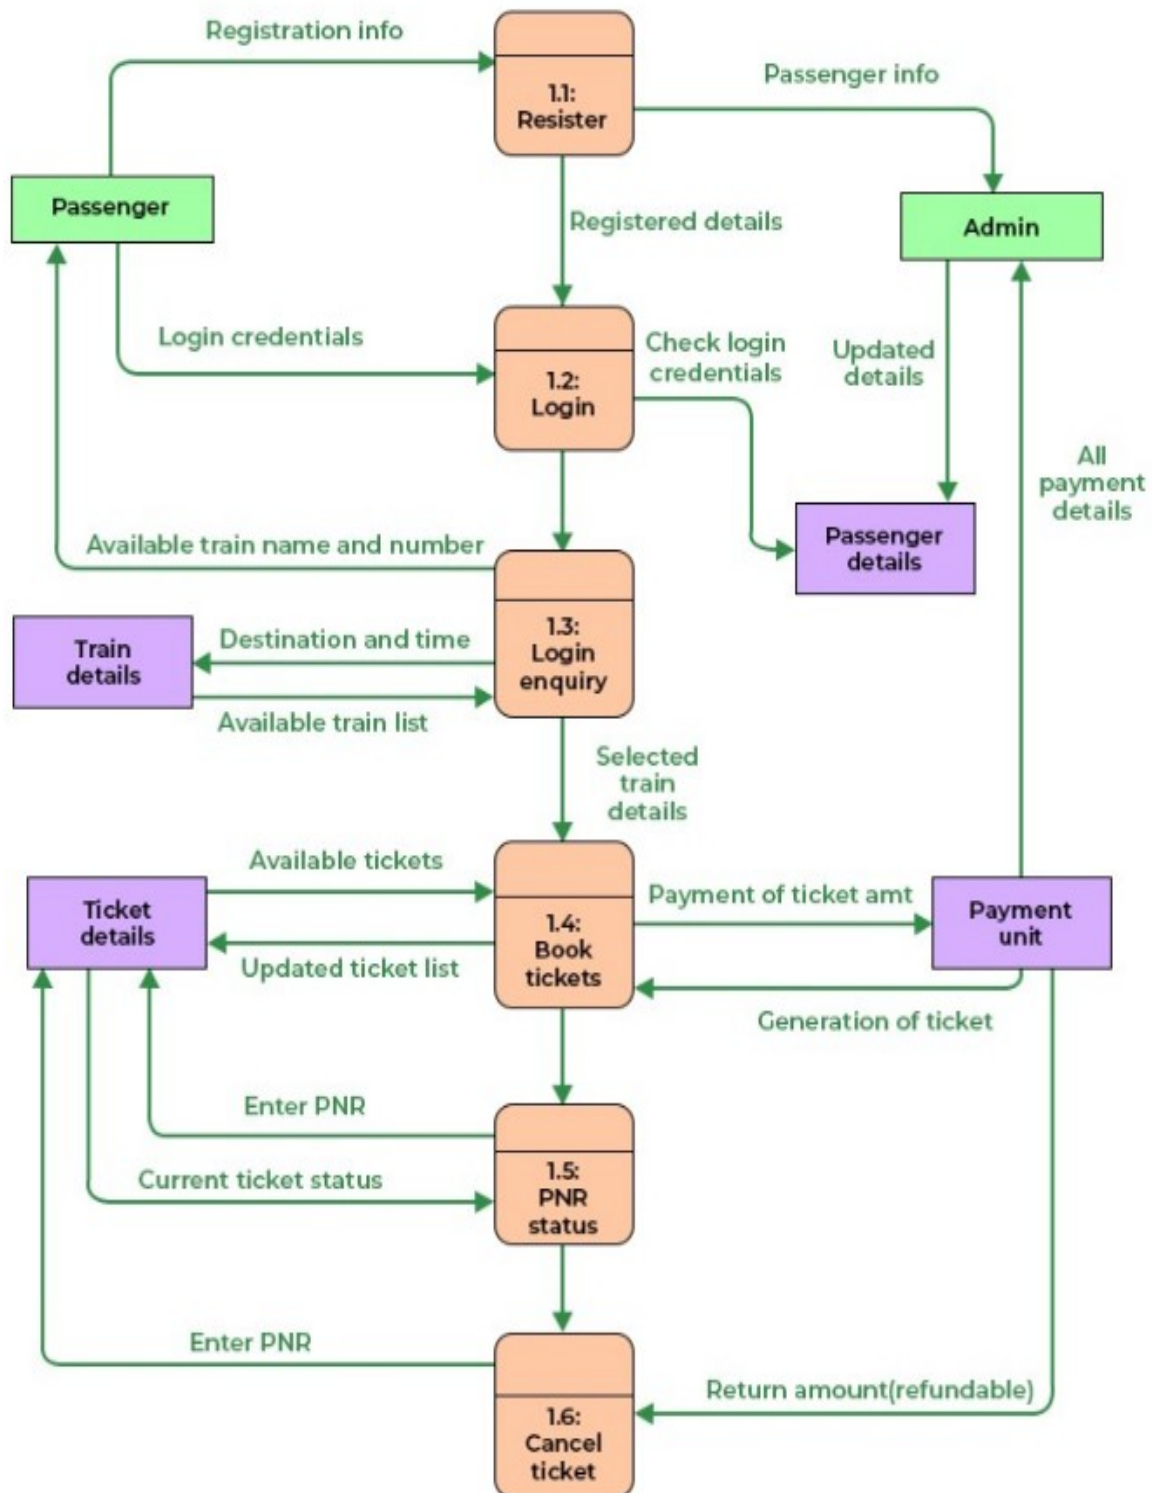 Registration info
Passenger info
1.1:
Resister
Passenger
Registered details
Admin
Login credentials
Check login
credentials
Updated
details
1.2:
Login
All
payment
details
Passenger
details
Available train name and number
1.3:
Login
enquiry
Train
details
Destination and time
Available train list
Selected
train
details
Available tickets
Payment of ticket amt
Ticket
details
1.4:
Book
tickets
Payment
unit
Updated ticket list
Generation of ticket
Enter PNR
Current ticket status
1.5:
PNR
status
Enter PNR
Return amount(refundable)
1.6:
Cancel
ticket